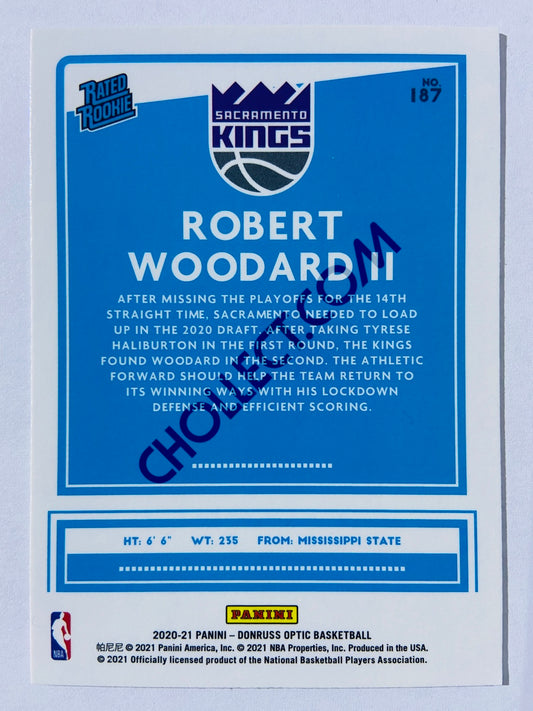 RATED
ROOKIE
SACRAMENTO
KINGS
NO.
187
ROBERT
WOODARD II
AFTER MISSING THE PLAYOFFS FOR THE 14TH
STRAIGHT TIME, SACRAMENTO NEEDED TO LOAD
UP IN THE 2020 DRAFT. AFTER TAKING TYRESE
HALIBURTON IN THE FIRST ROUND, THE KINGS
FOUND WOODARD IN THE SECOND. THE ATHLETIC
FORWARD SHOULD HELP THE TEAM RETURN TO
ITS WINNING WAYS WITH HIS LOCKDOWN
DEFENSE AND EFFICIENT SCORING.
CHOLLECT.COM
HT: 6' 6" WT: 235 FROM: MISSISSIPPI STATE
PANINI
2020-21 PANINI – DONRUSS OPTIC BASKETBALL
帕尼尼 © 2021 Panini America, Inc. © 2021 NBA Properties, Inc. Produced in the USA.
© 2021 Officially licensed product of the National Basketball Players Association.
NBA